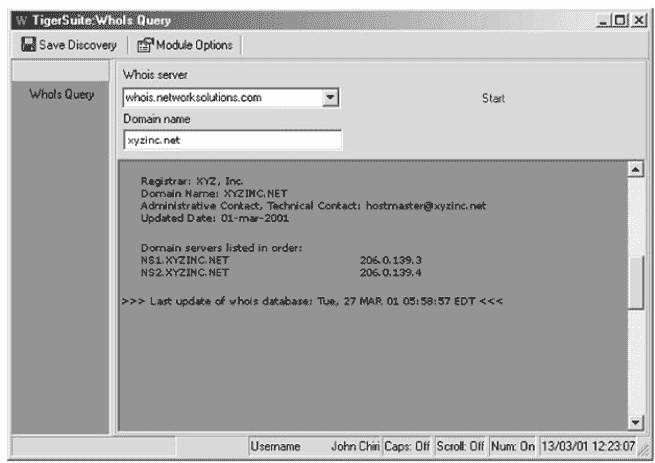 TigerSuite:WhoIs Query
Save Discovery
Module Options
Whois server
WhoIs Query
whois.networksolutions.com
Start
Domain name
xyzinc.net
Registrar: XYZ, Inc.
Domain Name: XYZINC.NET
Administrative Contact, Technical Contact: hostmaster@xyzinc.net
Updated Date: 01-mar-2001
Domain servers listed in order:
NS1.XYZINC.NET 206.0.139.3
NS2.XYZINC.NET 206.0.139.4
>>> Last update of whois database: Tue, 27 MAR 01 05:58:57 EDT <<<
Username John Chiri Caps: Off Scroll: Off Num: On 13/03/01 12:23:07